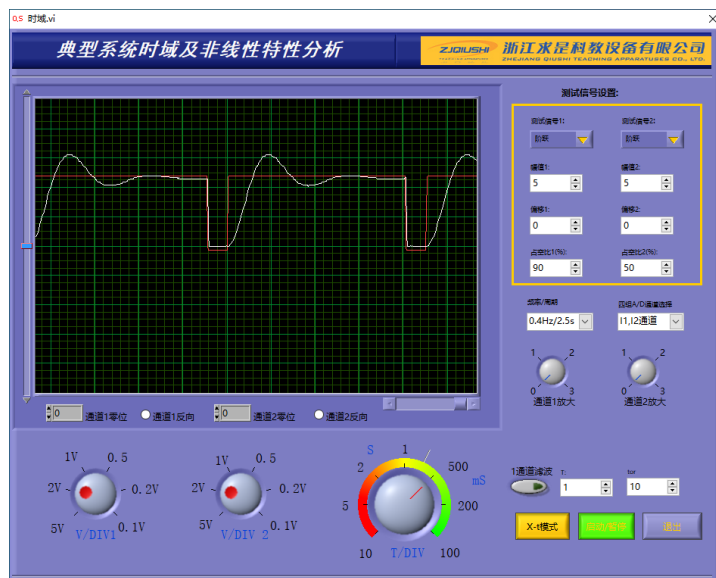 0,S 时域.vi
典型系统时域及非线性特性分析
ZJQIUSHI 浙江求是科教设备有限公司
ZHEJIANG QIUSHI TEACHING APPARATUSES CO., LTD.
测试信号设置:
测试信号1: 测试信号2:
阶跃 阶跃
幅值1: 幅值2:
5 5
偏移1: 偏移2:
0 0
占空比1(%): 占空比2(%):
90 50
频率/周期 四组A/D通道选择
0.4Hz/2.5s I1,I2通道
1 2 1 2
0 3 0 3
通道1放大 通道2放大
0 通道1零位 通道1反向 0 通道2零位 通道2反向
1V 0.5 1V 0.5 S 1
2V 0.2V 2V 0.2V 2 500 mS
5V 0.1V 5V 0.1V 5 200
V/DIV1 V/DIV 2 10 T/DIV 100
1通道滤波 T: tor
1 10
X-t模式 启动/暂停 退出